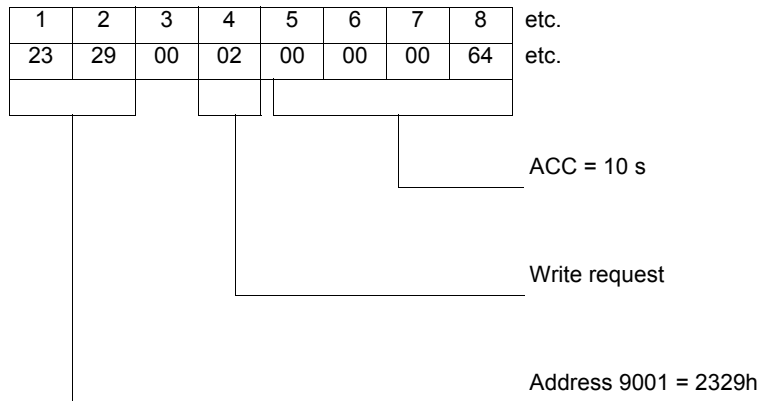 1 2 3 4 5 6 7 8 etc.
23 29 00 02 00 00 00 64 etc.
ACC = 10 s
Write request
Address 9001 = 2329h